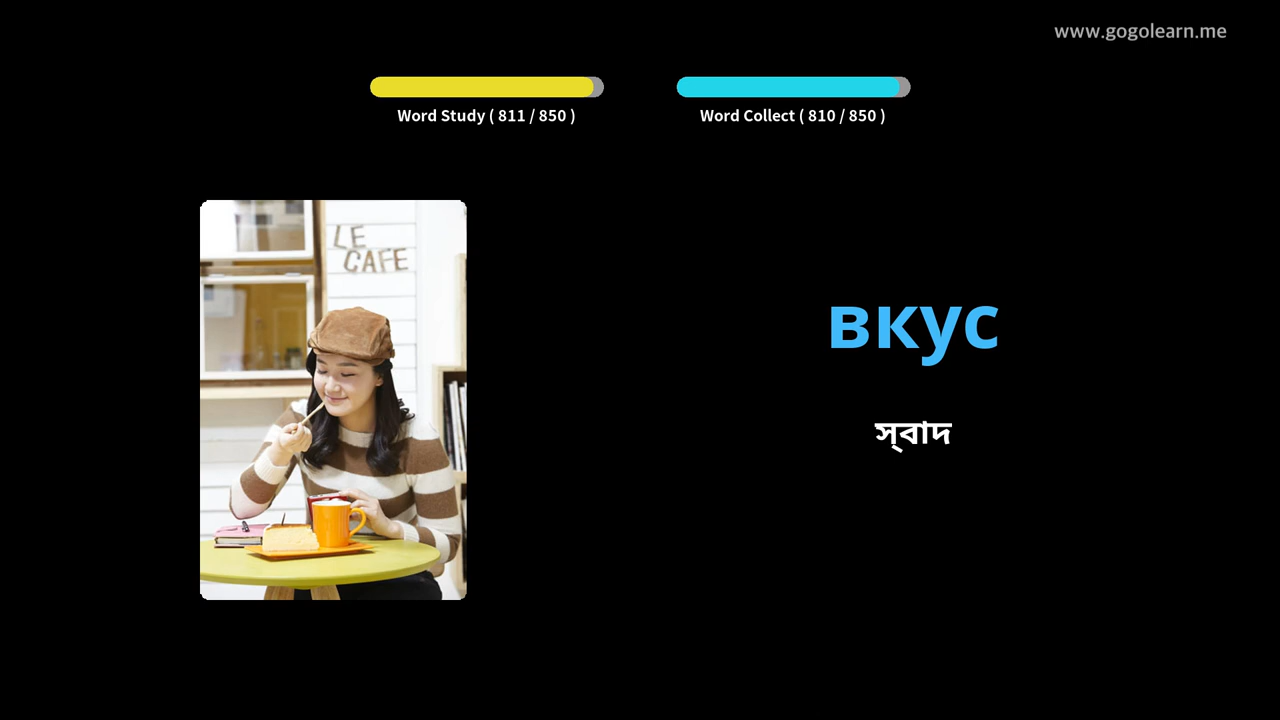 www.gogolearn.me
Word Study ( 811 / 850 )
Word Collect ( 810 / 850 )
LE
CAFE
вкус
স্বাদ